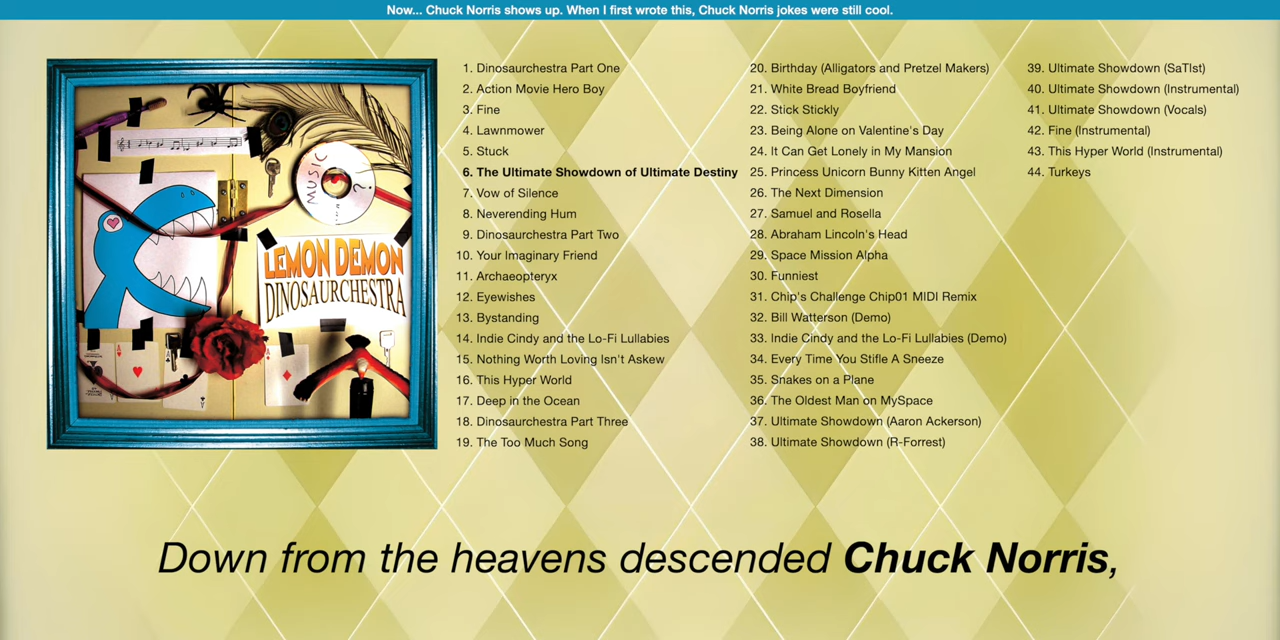 Now... Chuck Norris shows up. When I first wrote this, Chuck Norris jokes were still cool.
MUSIC
LEMON DEMON
DINOSAURCHESTRA
1. Dinosaurchestra Part One
2. Action Movie Hero Boy
3. Fine
4. Lawnmower
5. Stuck
6. The Ultimate Showdown of Ultimate Destiny
7. Vow of Silence
8. Neverending Hum
9. Dinosaurchestra Part Two
10. Your Imaginary Friend
11. Archaeopteryx
12. Eyewishes
13. Bystanding
14. Indie Cindy and the Lo-Fi Lullabies
15. Nothing Worth Loving Isn't Askew
16. This Hyper World
17. Deep in the Ocean
18. Dinosaurchestra Part Three
19. The Too Much Song
20. Birthday (Alligators and Pretzel Makers)
21. White Bread Boyfriend
22. Stick Stickly
23. Being Alone on Valentine's Day
24. It Can Get Lonely in My Mansion
25. Princess Unicorn Bunny Kitten Angel
26. The Next Dimension
27. Samuel and Rosella
28. Abraham Lincoln's Head
29. Space Mission Alpha
30. Funniest
31. Chip's Challenge Chip01 MIDI Remix
32. Bill Watterson (Demo)
33. Indie Cindy and the Lo-Fi Lullabies (Demo)
34. Every Time You Stifle A Sneeze
35. Snakes on a Plane
36. The Oldest Man on MySpace
37. Ultimate Showdown (Aaron Ackerson)
38. Ultimate Showdown (R-Forrest)
39. Ultimate Showdown (SaTIst)
40. Ultimate Showdown (Instrumental)
41. Ultimate Showdown (Vocals)
42. Fine (Instrumental)
43. This Hyper World (Instrumental)
44. Turkeys
Down from the heavens descended Chuck Norris,